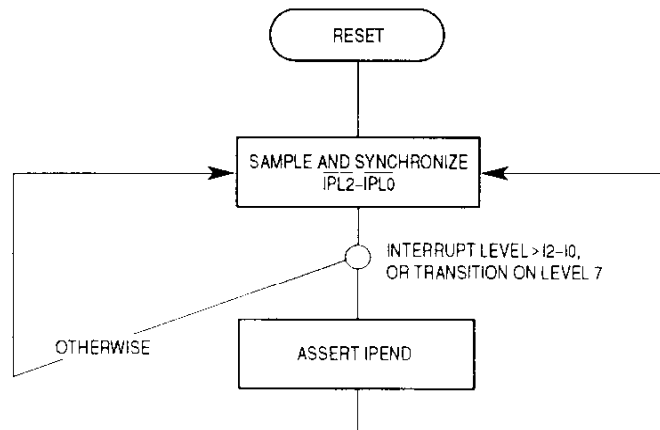 RESET
SAMPLE AND SYNCHRONIZE
IPL2–IPL0
INTERRUPT LEVEL > I2–I0,
OR TRANSITION ON LEVEL 7
OTHERWISE
ASSERT IPEND